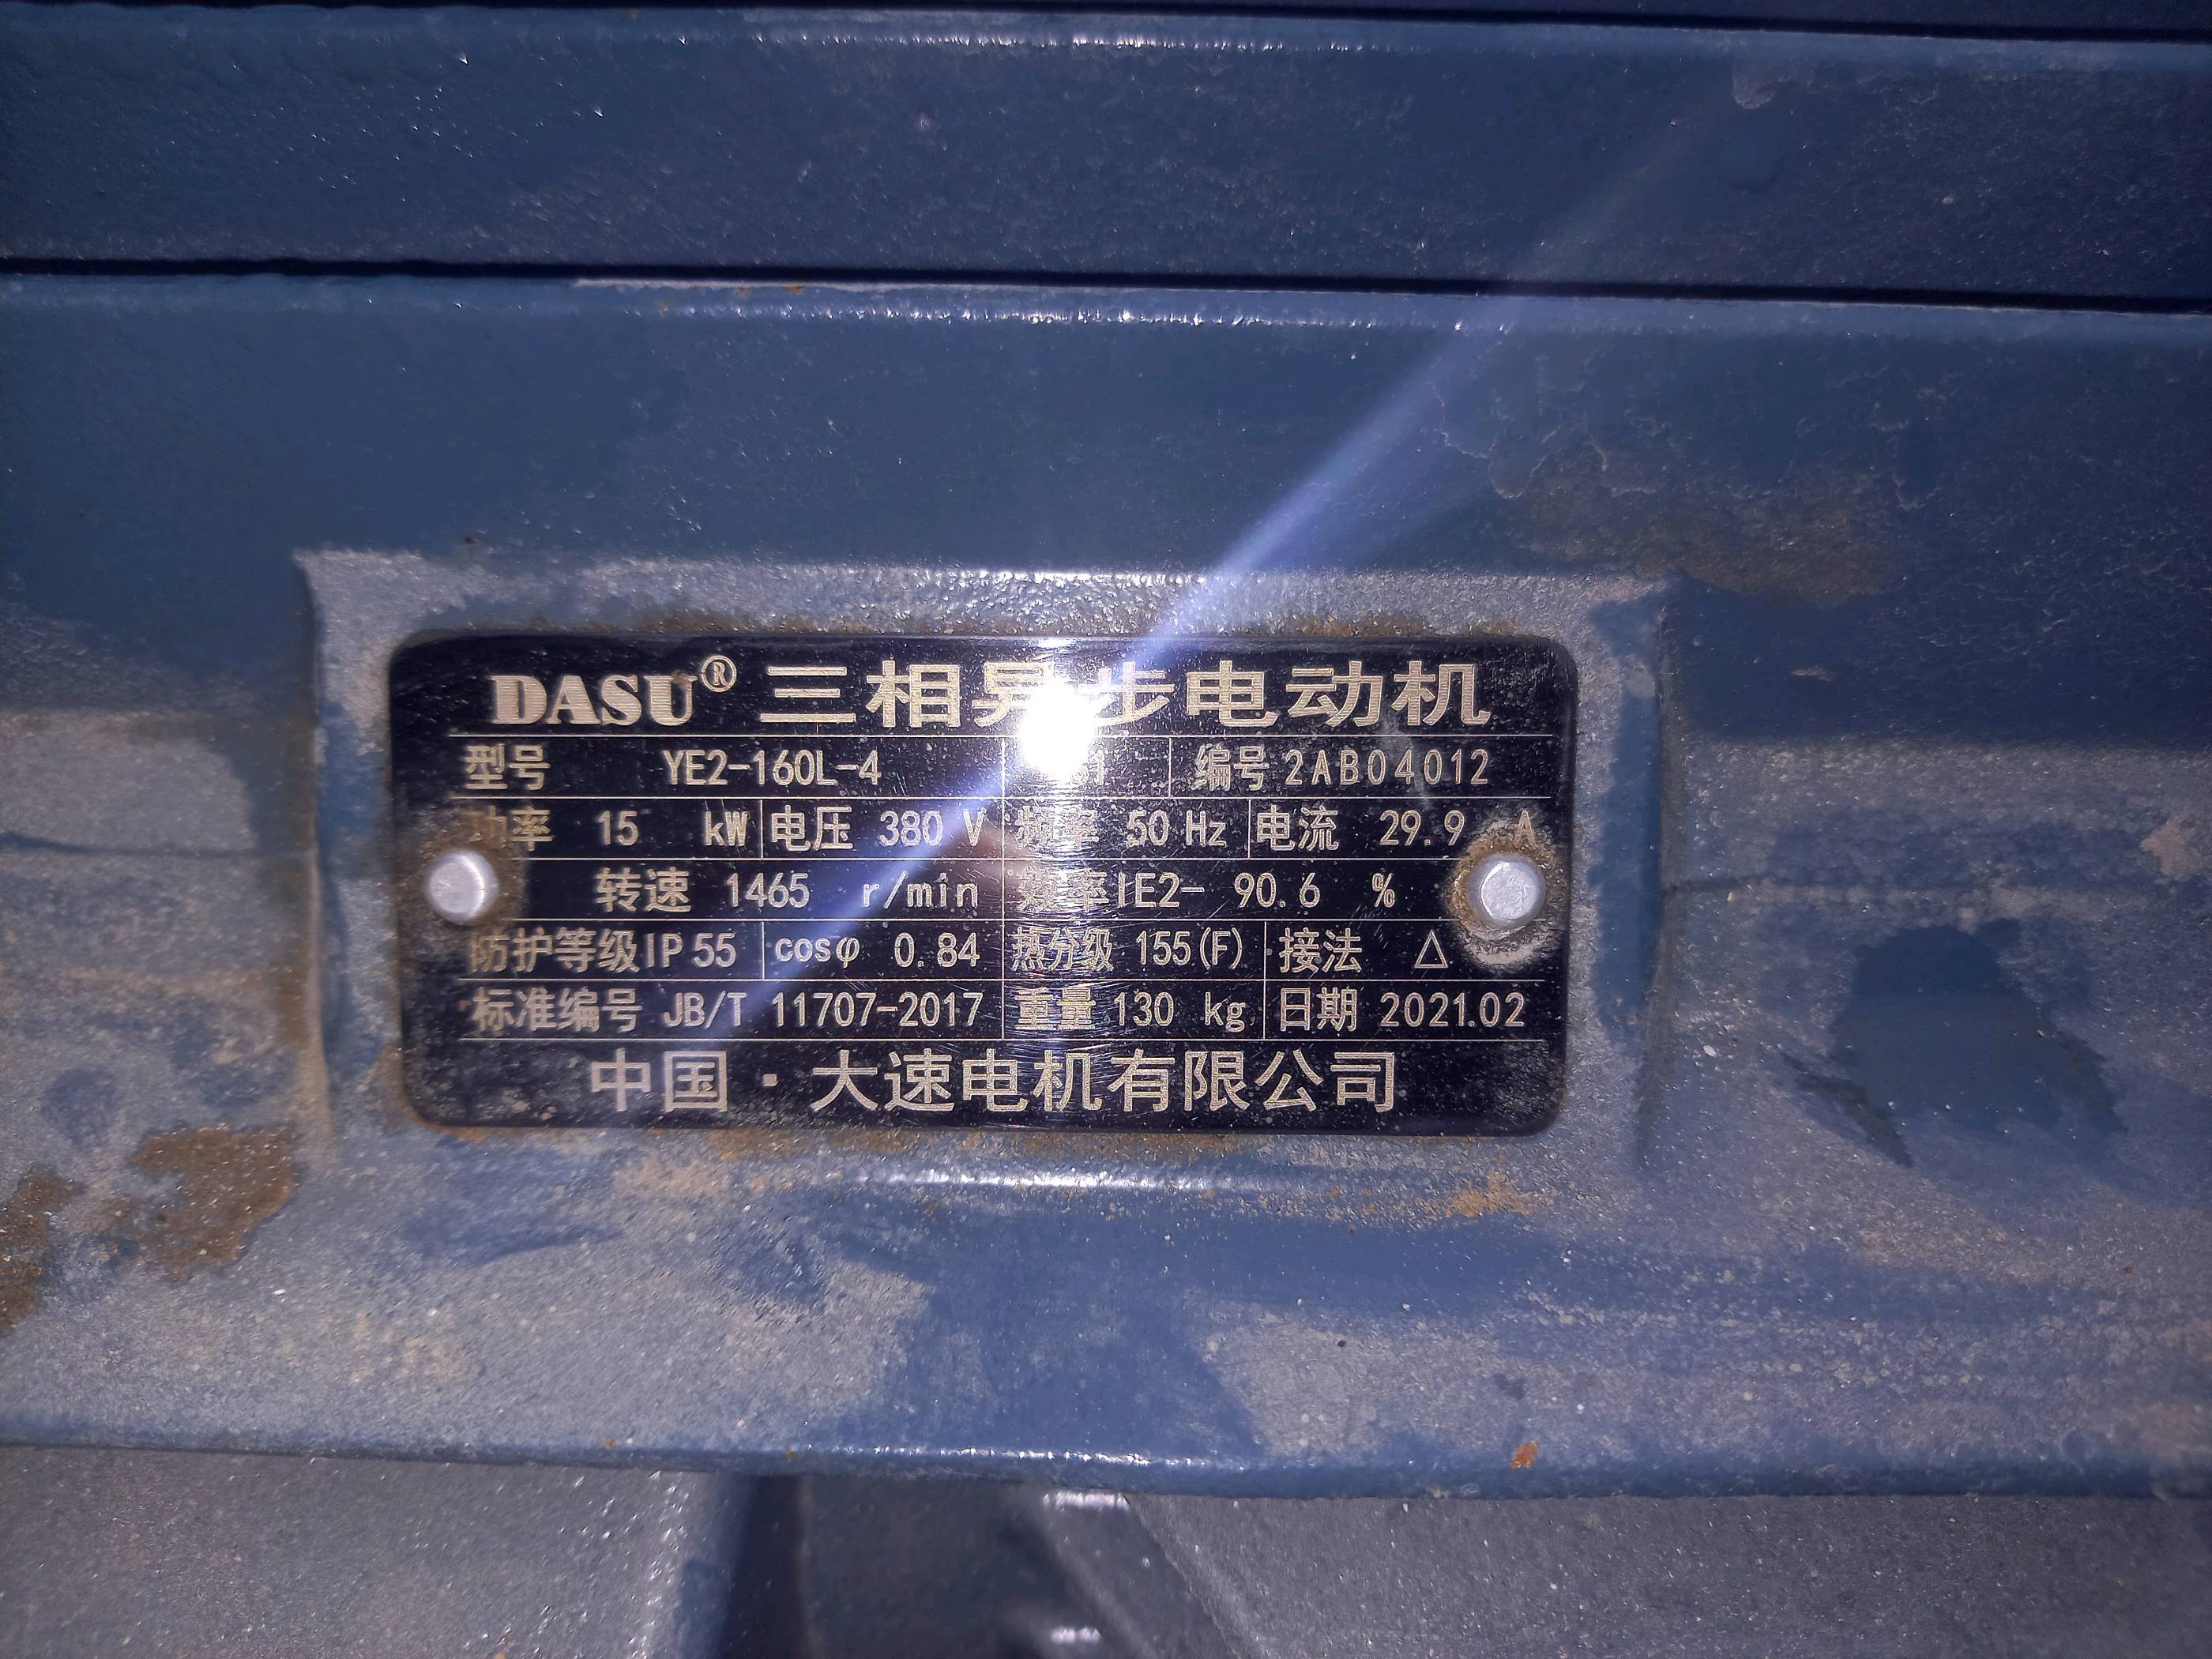 DASU® 三相异步电动机
型号 YE2-160L-4 编号 2AB04012
功率 15 kW 电压 380 V 频率 50 Hz 电流 29.9 A
转速 1465 r/min 效率 IE2- 90.6 %
防护等级 IP 55 cosφ 0.84 热分级 155(F) 接法 △
标准编号 JB/T 11707-2017 重量 130 kg 日期 2021.02
中国·大速电机有限公司